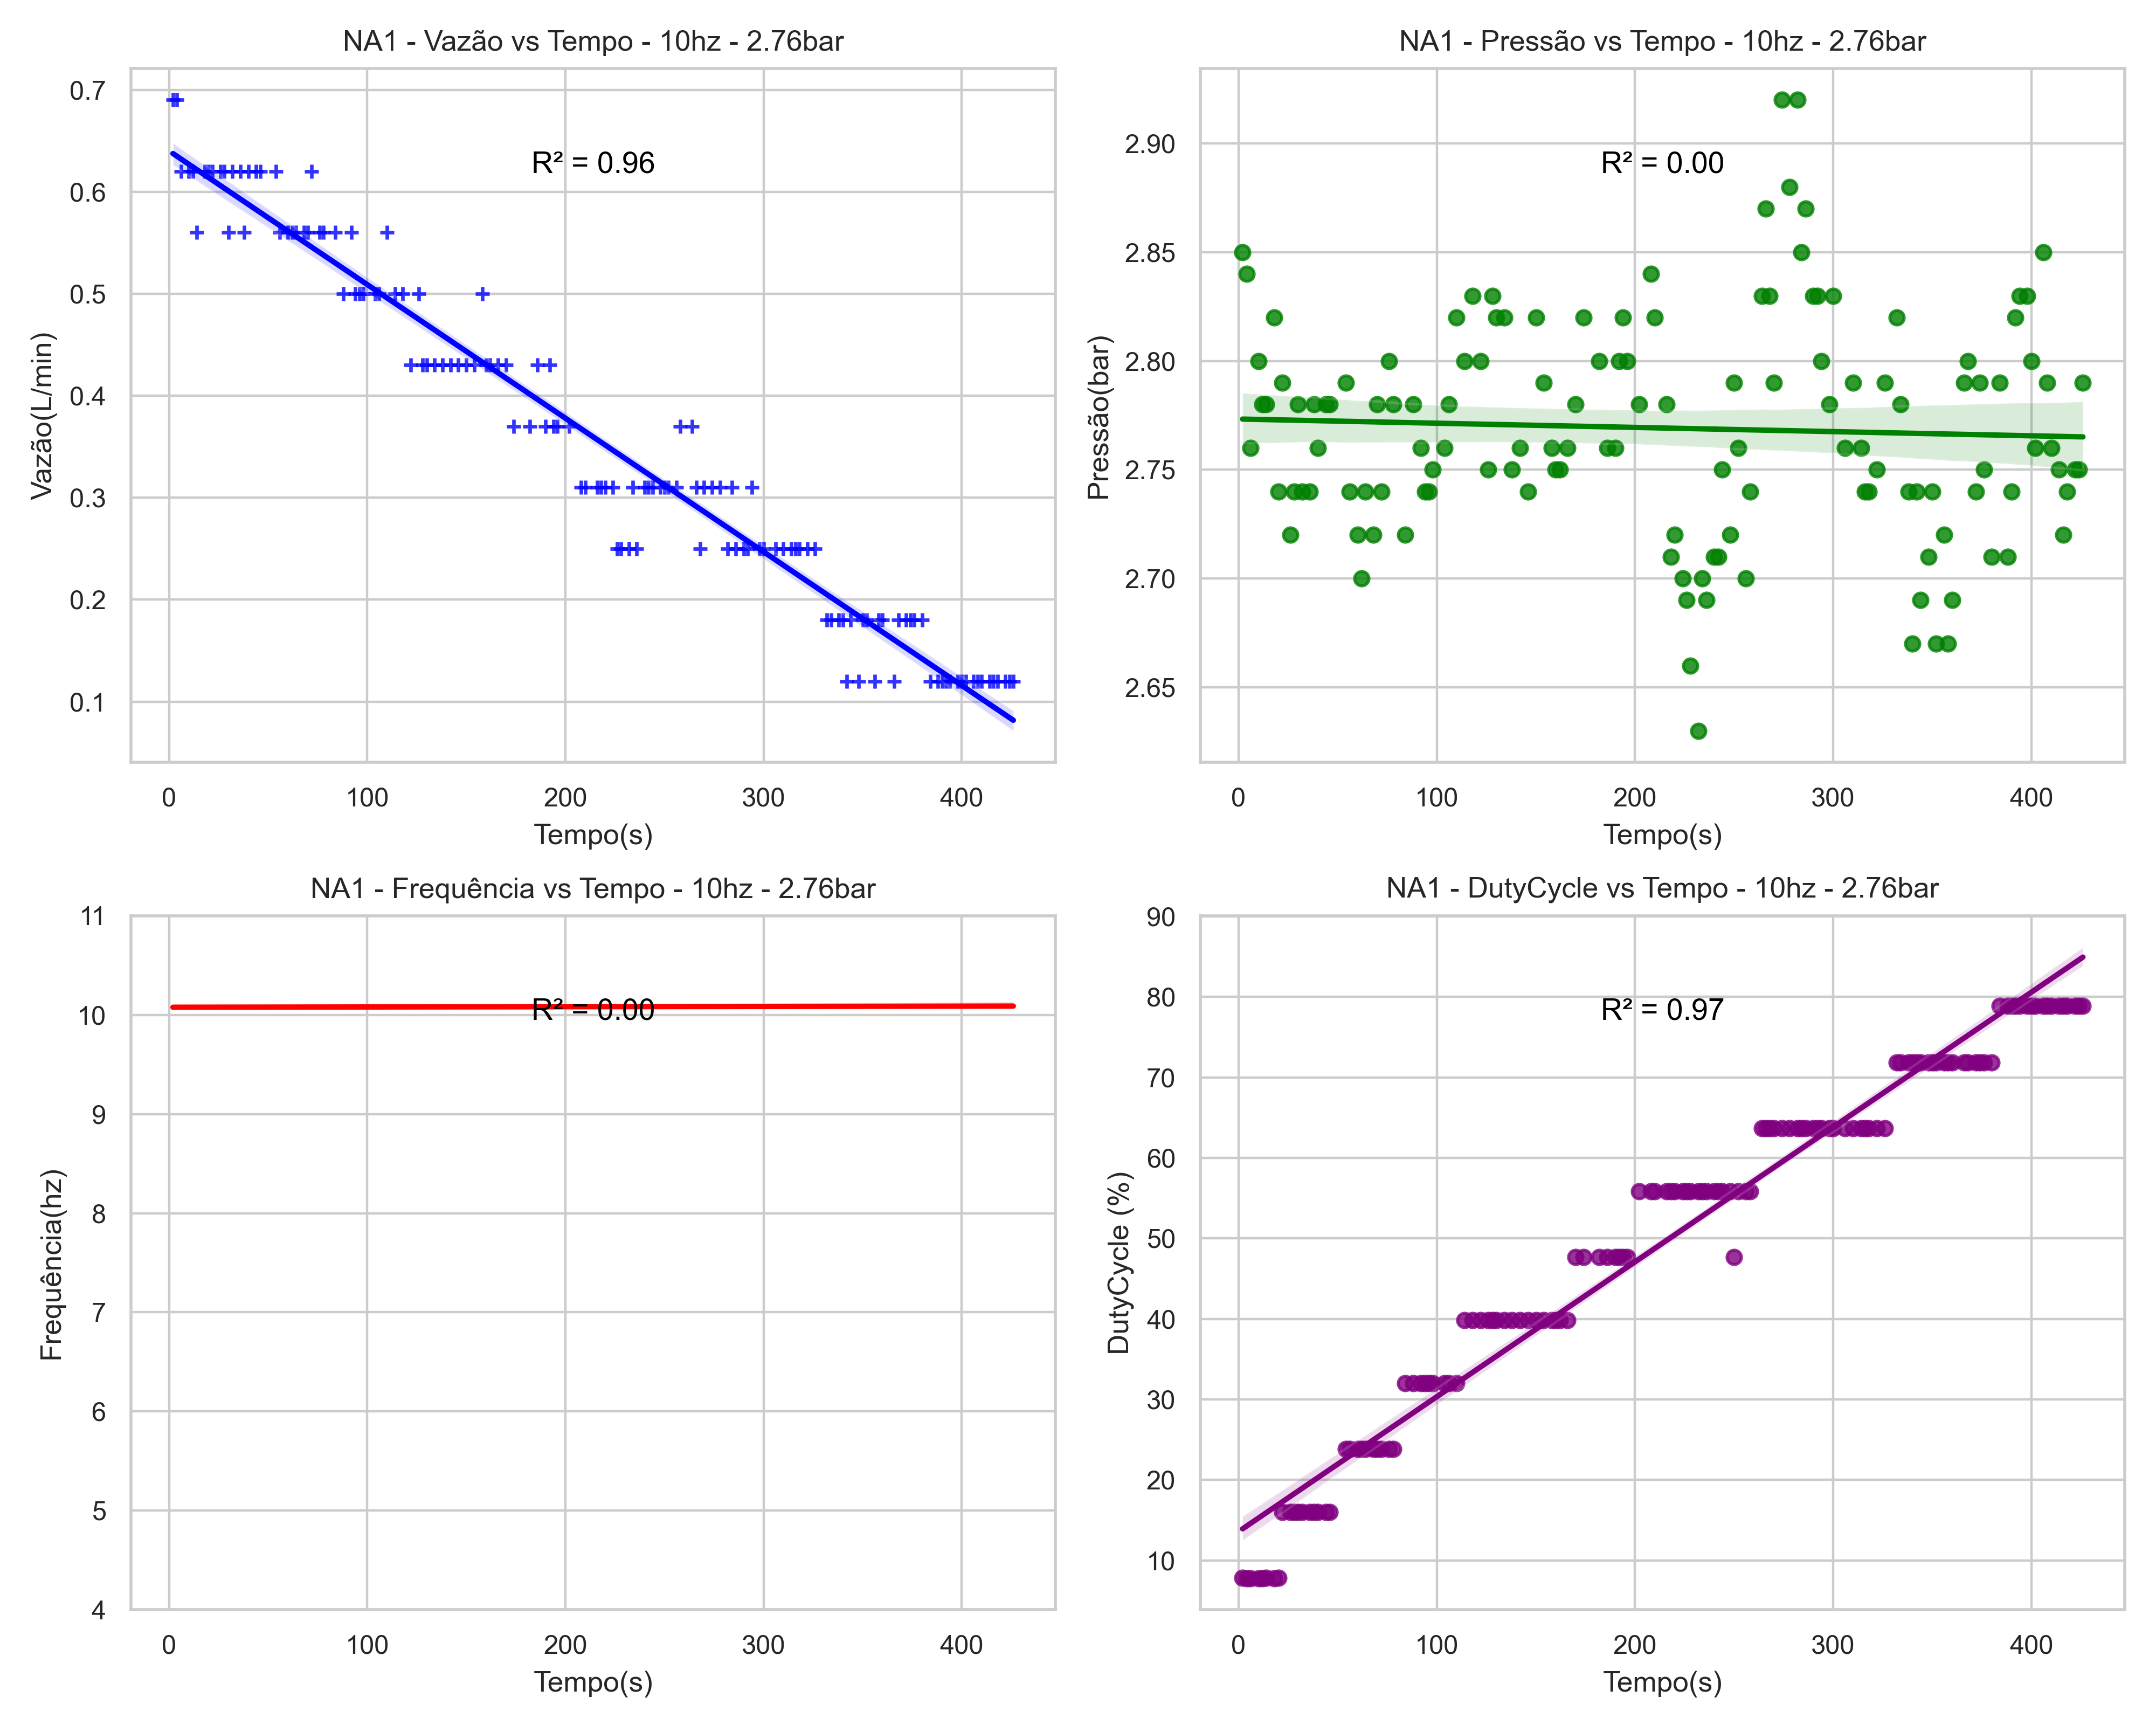 NA1 - Vazão vs Tempo - 10hz - 2.76bar
0.7
0.6
0.5
0.4
0.3
0.2
0.1
Vazão(L/min)
R² = 0.96
0 100 200 300 400
Tempo(s)
NA1 - Pressão vs Tempo - 10hz - 2.76bar
2.90
2.85
2.80
2.75
2.70
2.65
Pressão(bar)
R² = 0.00
0 100 200 300 400
Tempo(s)
NA1 - Frequência vs Tempo - 10hz - 2.76bar
11
10
9
8
7
6
5
4
Frequência(hz)
R² = 0.00
0 100 200 300 400
Tempo(s)
NA1 - DutyCycle vs Tempo - 10hz - 2.76bar
90
80
70
60
50
40
30
20
10
DutyCycle (%)
R² = 0.97
0 100 200 300 400
Tempo(s)